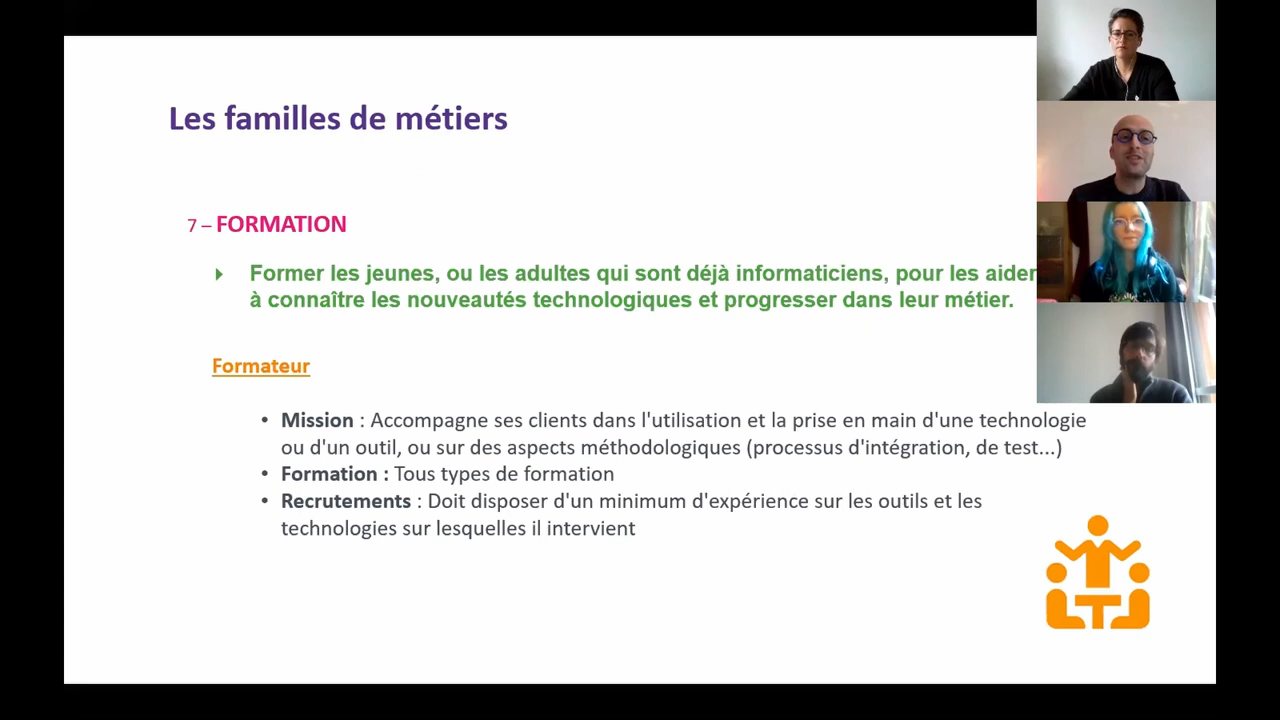 Les familles de métiers
7 – FORMATION
Former les jeunes, ou les adultes qui sont déjà informaticiens, pour les aider
à connaître les nouveautés technologiques et progresser dans leur métier.
Formateur
• Mission : Accompagne ses clients dans l'utilisation et la prise en main d'une technologie
ou d'un outil, ou sur des aspects méthodologiques (processus d'intégration, de test...)
• Formation : Tous types de formation
• Recrutements : Doit disposer d'un minimum d'expérience sur les outils et les
technologies sur lesquelles il intervient